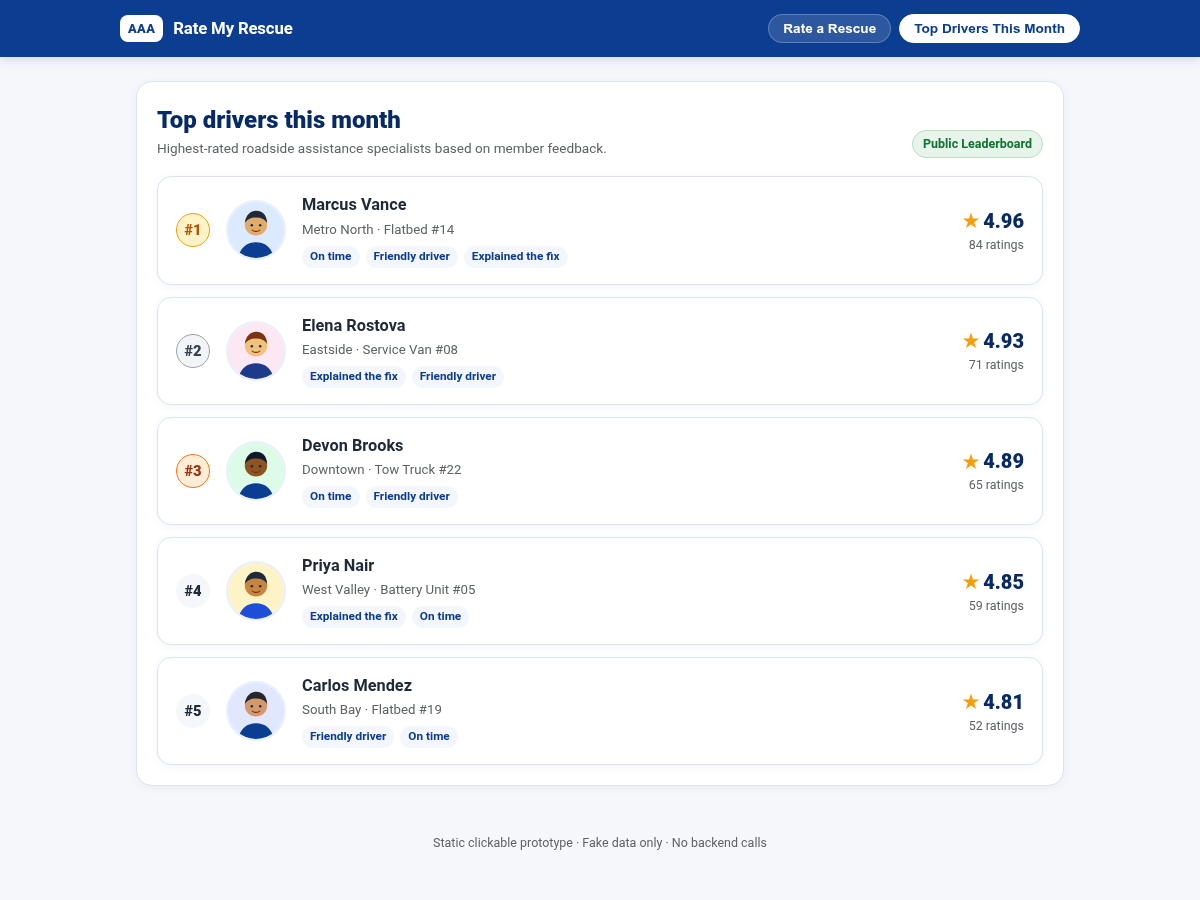 AAA Rate My Rescue Rate a Rescue Top Drivers This Month
Top drivers this month
Highest-rated roadside assistance specialists based on member feedback.
Public Leaderboard
#1
Marcus Vance
Metro North · Flatbed #14
On time Friendly driver Explained the fix
★ 4.96
84 ratings
#2
Elena Rostova
Eastside · Service Van #08
Explained the fix Friendly driver
★ 4.93
71 ratings
#3
Devon Brooks
Downtown · Tow Truck #22
On time Friendly driver
★ 4.89
65 ratings
#4
Priya Nair
West Valley · Battery Unit #05
Explained the fix On time
★ 4.85
59 ratings
#5
Carlos Mendez
South Bay · Flatbed #19
Friendly driver On time
★ 4.81
52 ratings
Static clickable prototype · Fake data only · No backend calls